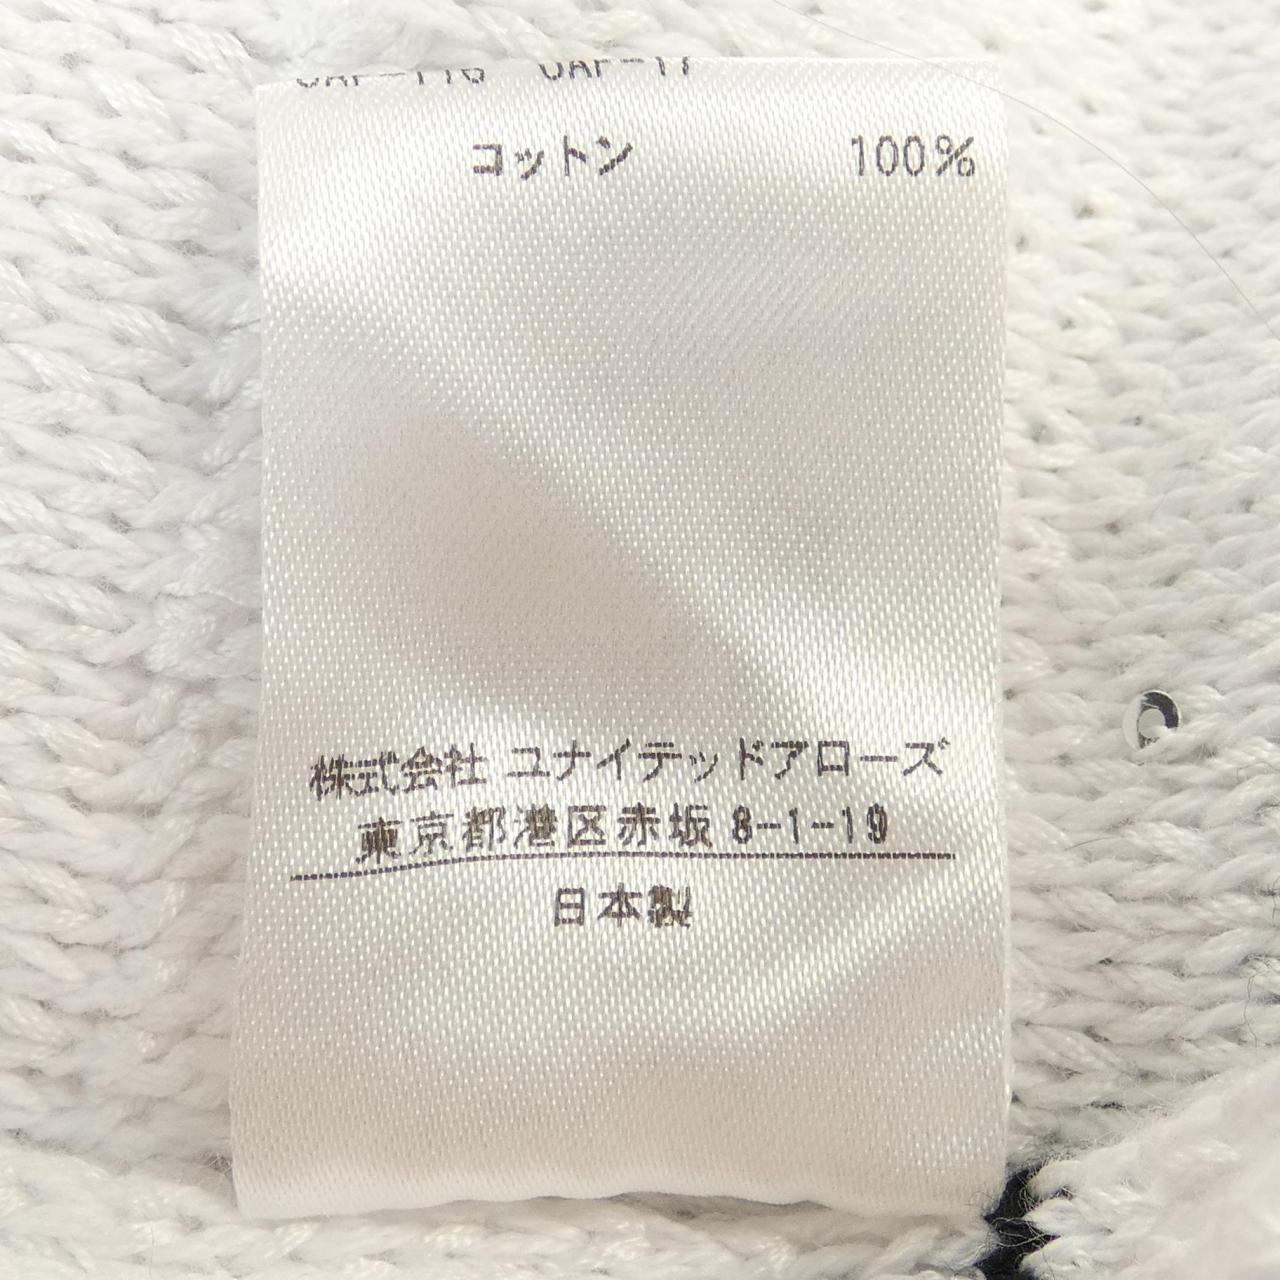 コットン 100%
株式会社 ユナイテッドアローズ
東京都港区赤坂 8-1-19
日本製